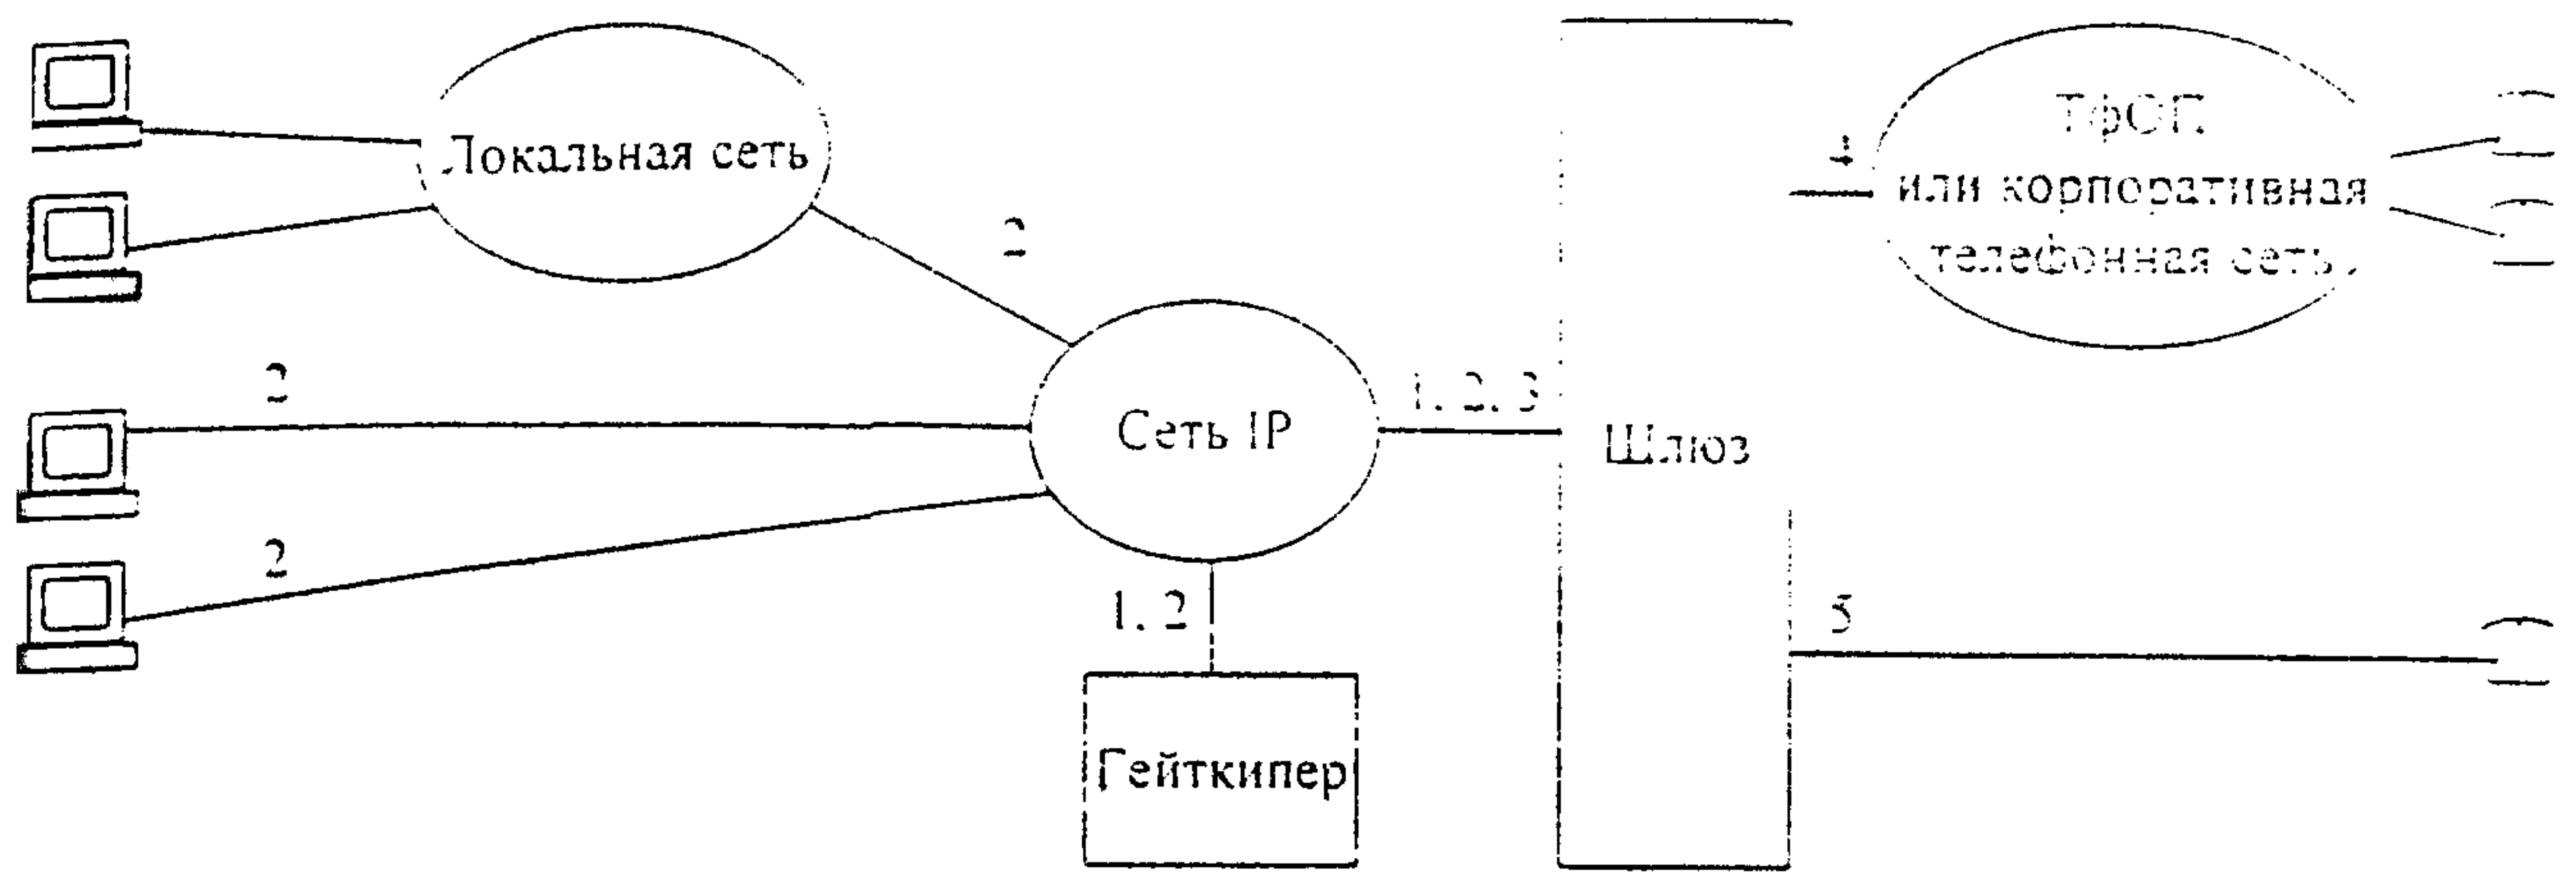 Локальная сеть
2
2
2
Сеть IP
1, 2
Гейткипер
1, 2, 3
Шлюз
4
ТфОП
или корпоративная
телефонная сеть
5